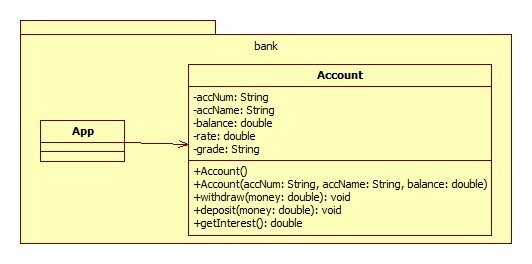 bank
App
Account
-accNum: String
-accName: String
-balance: double
-rate: double
-grade: String
+Account()
+Account(accNum: String, accName: String, balance: double)
+withdraw(money: double): void
+deposit(money: double): void
+getInterest(): double